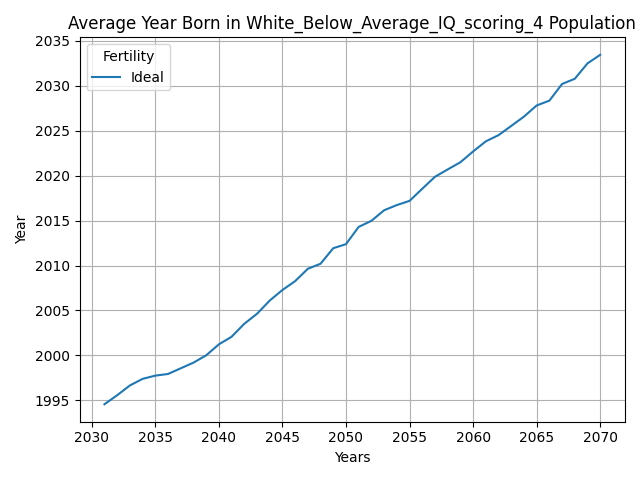 Average Year Born in White_Below_Average_IQ_scoring_4 Population
Fertility
Ideal
2035
2030
2025
2020
2015
2010
2005
2000
1995
Year
2030 2035 2040 2045 2050 2055 2060 2065 2070
Years